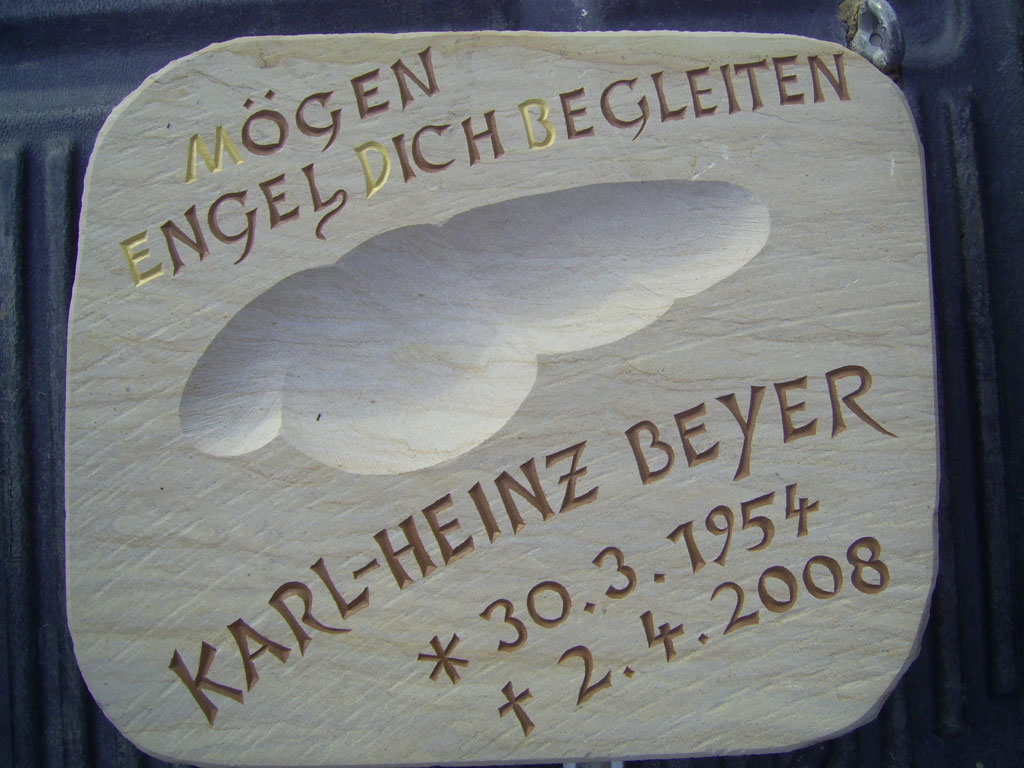 MÖGEN
ENGEL DICH BEGLEITEN
KARL-HEINZ BEYER
* 30.3.1954
† 2.4.2008